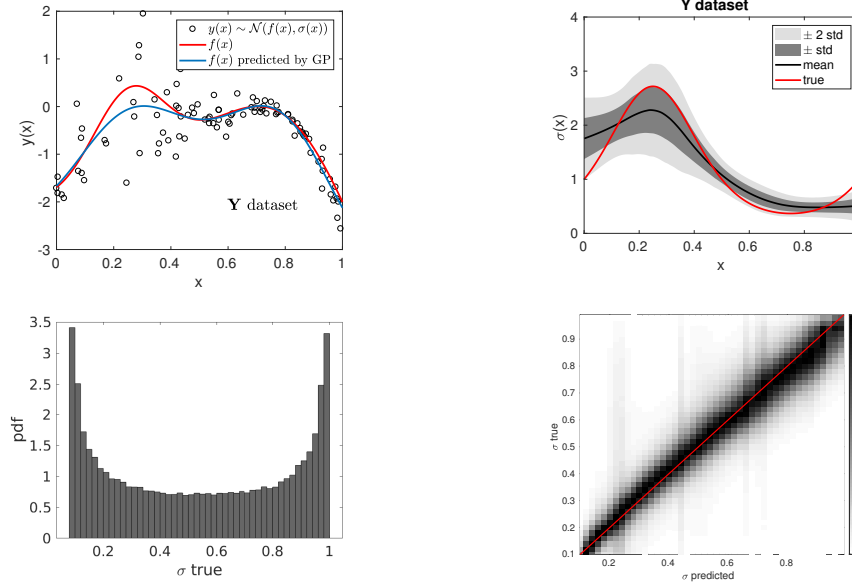 y(x) ∼ N(f(x), σ(x))
f(x)
f(x) predicted by GP
2
1
0
-1
-2
-3
y(x)
Y dataset
0 0.2 0.4 0.6 0.8 1
x
Y dataset
± 2 std
± std
mean
true
4
3
2
1
0
σ(x)
0 0.2 0.4 0.6 0.8
x
3.5
3
2.5
2
1.5
1
0.5
0
pdf
0.2 0.4 0.6 0.8 1
σ true
0.9
0.8
0.7
0.6
0.5
0.4
0.3
0.2
0.1
σ true
0.2 0.4 0.6 0.8
σ predicted